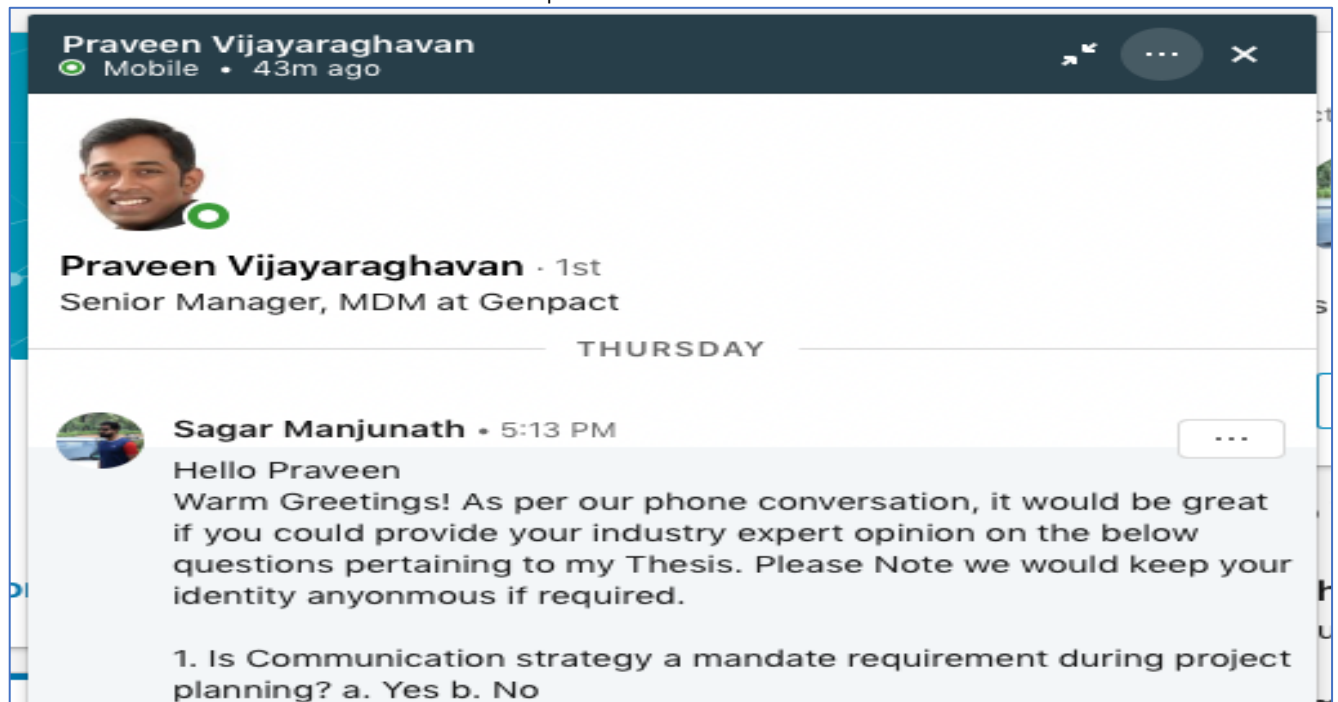 Praveen Vijayaraghavan
Mobile • 43m ago
Praveen Vijayaraghavan · 1st
Senior Manager, MDM at Genpact
THURSDAY
Sagar Manjunath • 5:13 PM
Hello Praveen
Warm Greetings! As per our phone conversation, it would be great
if you could provide your industry expert opinion on the below
questions pertaining to my Thesis. Please Note we would keep your
identity anyonmous if required.
1. Is Communication strategy a mandate requirement during project
planning? a. Yes b. No